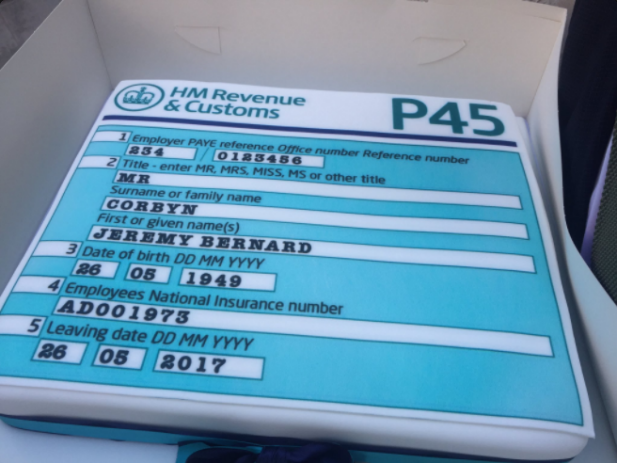 HM Revenue
& Customs
P45
1 Employer PAYE reference Office number Reference number
234 / 0123456
2 Title - enter MR, MRS, MISS, MS or other title
MR
Surname or family name
CORBYN
First or given name(s)
JEREMY BERNARD
3 Date of birth DD MM YYYY
26 05 1949
4 Employees National Insurance number
AD001973
5 Leaving date DD MM YYYY
26 05 2017